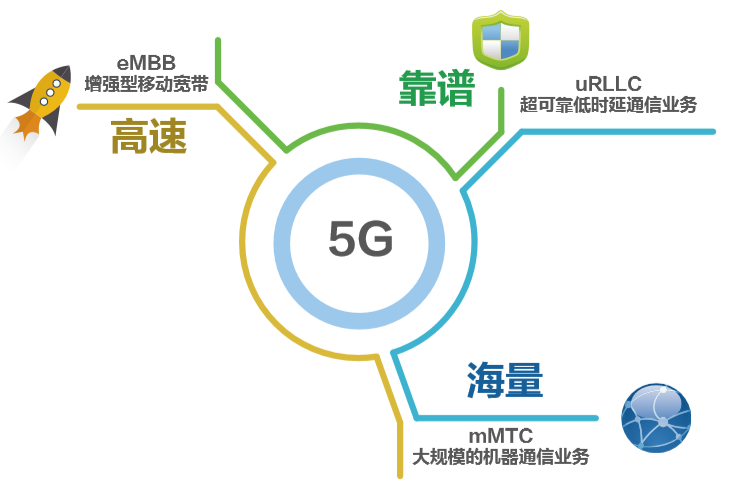 eMBB
增强型移动宽带
高速
靠谱
uRLLC
超可靠低时延通信业务
5G
海量
mMTC
大规模的机器通信业务